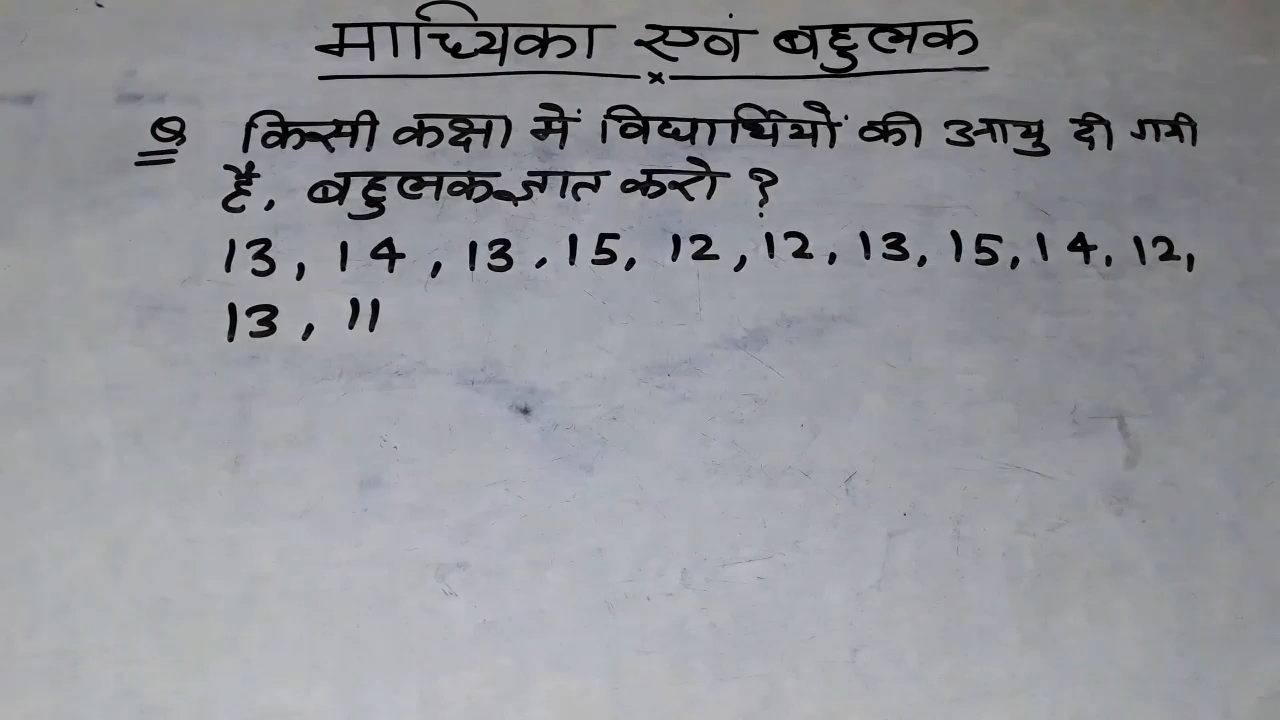 माध्यिका एवं बहुलक
Q किसी कक्षा में विद्यार्थियों की आयु दी गयी
है, बहुलक ज्ञात करो ?
13, 14, 13, 15, 12, 12, 13, 15, 14, 12,
13, 11